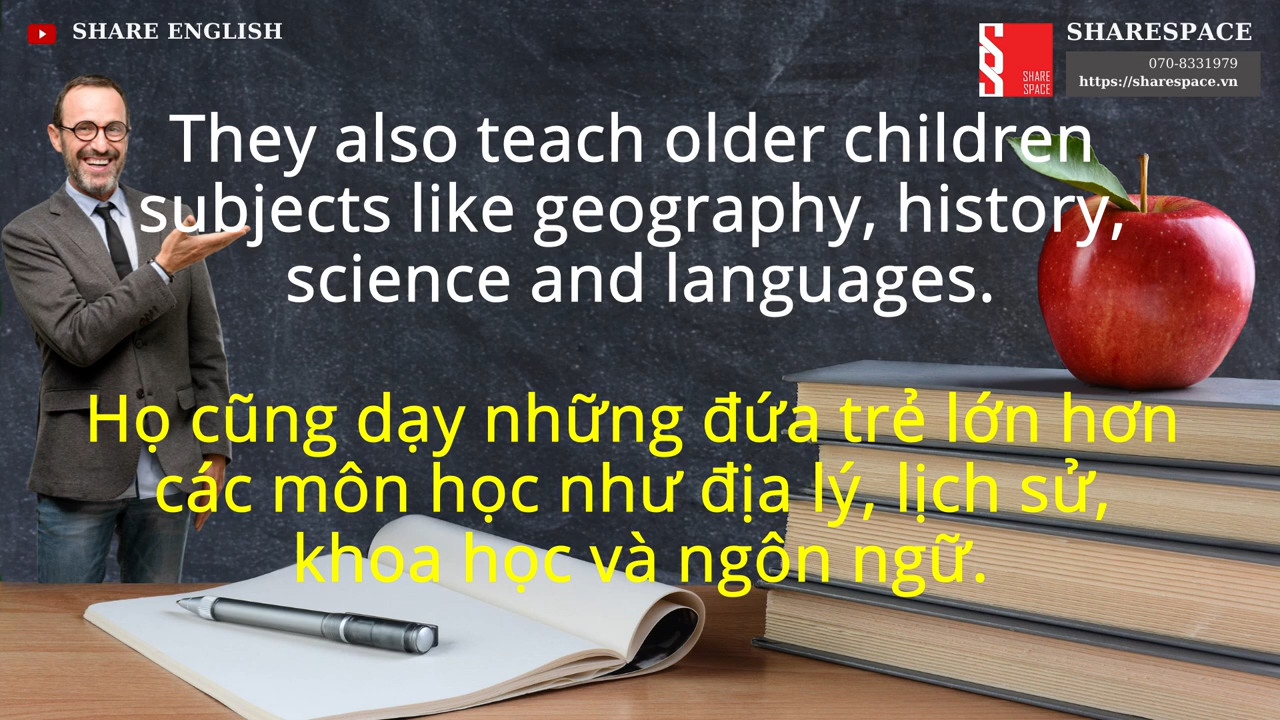 SHARE ENGLISH
SHARESPACE
070-8331979
https://sharespace.vn
SHARE
SPACE
They also teach older children
subjects like geography, history,
science and languages.
Họ cũng dạy những đứa trẻ lớn hơn
các môn học như địa lý, lịch sử,
khoa học và ngôn ngữ.